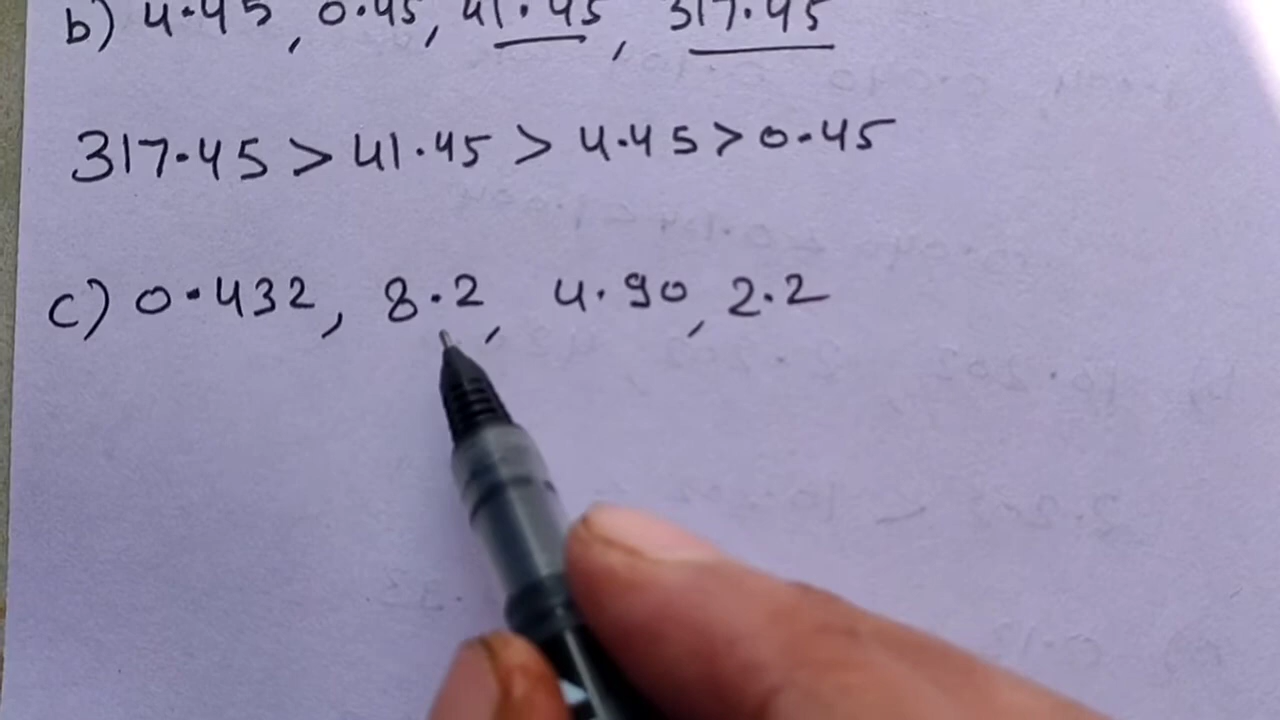 b) 4.45, 0.45, 41.45, 317.45
317.45 > 41.45 > 4.45 > 0.45
c) 0.432, 8.2, 4.90, 2.2